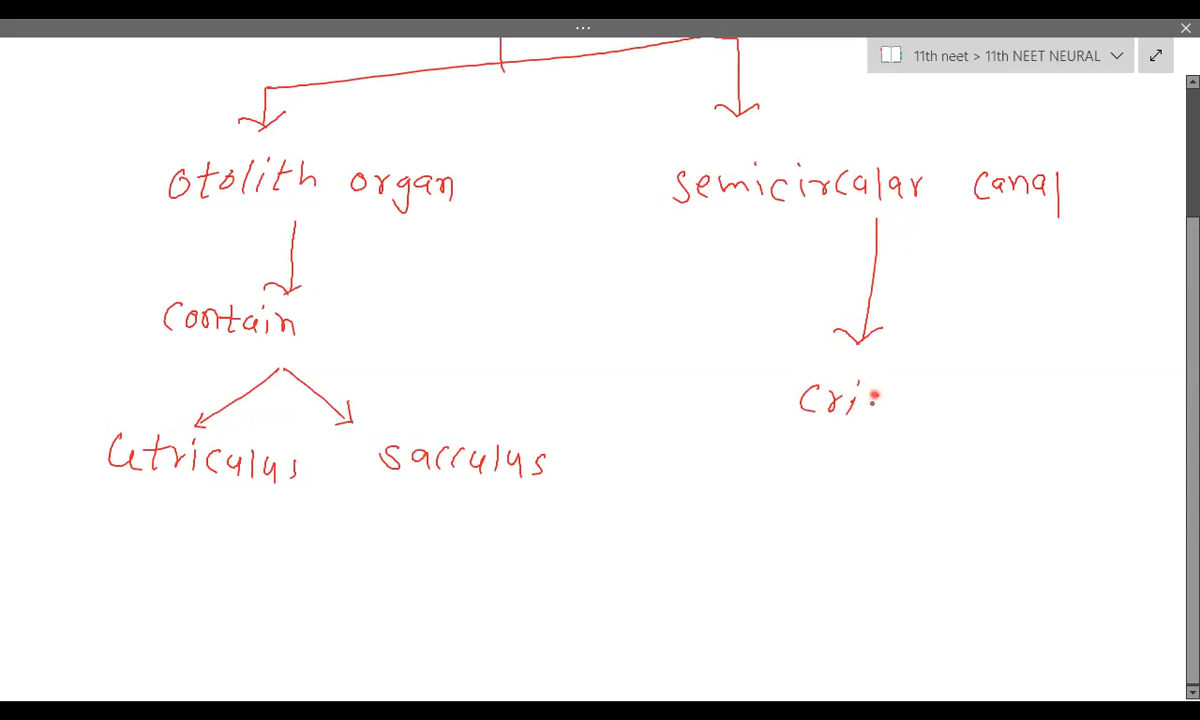 11th neet > 11th NEET NEURAL
Otolith organ
Semicircular canal
Contain
Cri
Utriculus sacculus